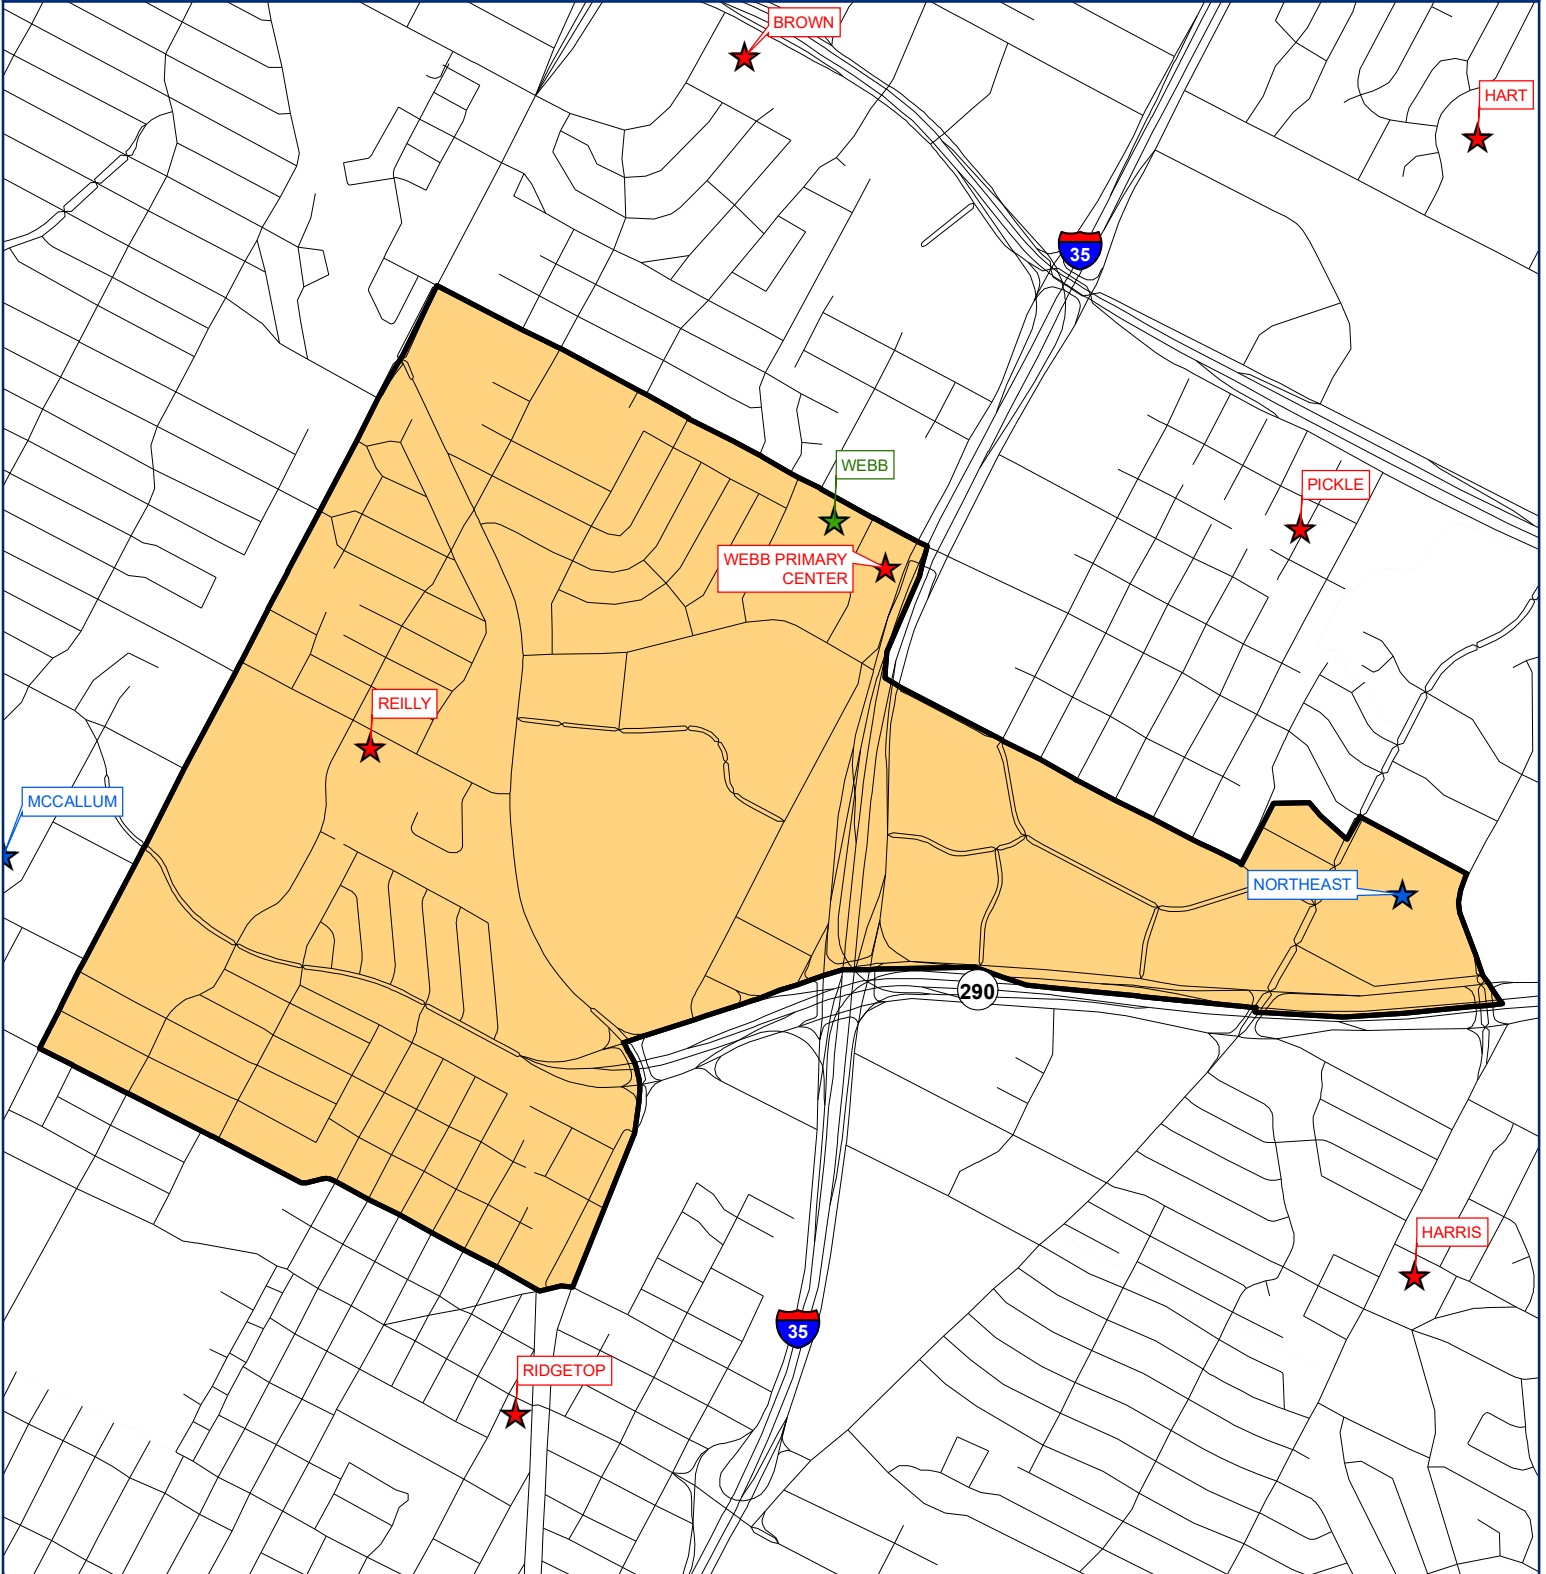 BROWN
HART
35
WEBB
PICKLE
WEBB PRIMARY
CENTER
REILLY
MCCALLUM
NORTHEAST
290
HARRIS
35
RIDGETOP